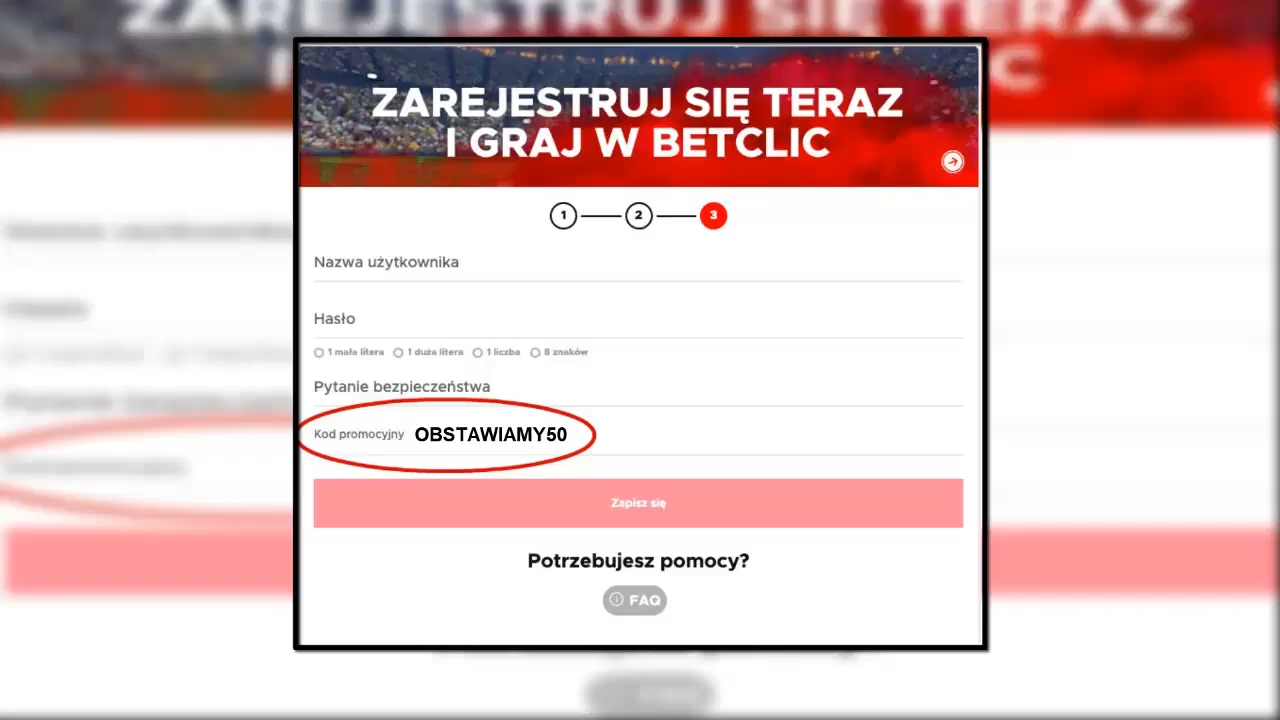 ZAREJESTRUJ SIĘ TERAZ
I GRAJ W BETCLIC
1 2 3
Nazwa użytkownika
Hasło
1 mała litera 1 duża litera 1 liczba 8 znaków
Pytanie bezpieczeństwa
Kod promocyjny OBSTAWIAMY50
Zapisz się
Potrzebujesz pomocy?
FAQ